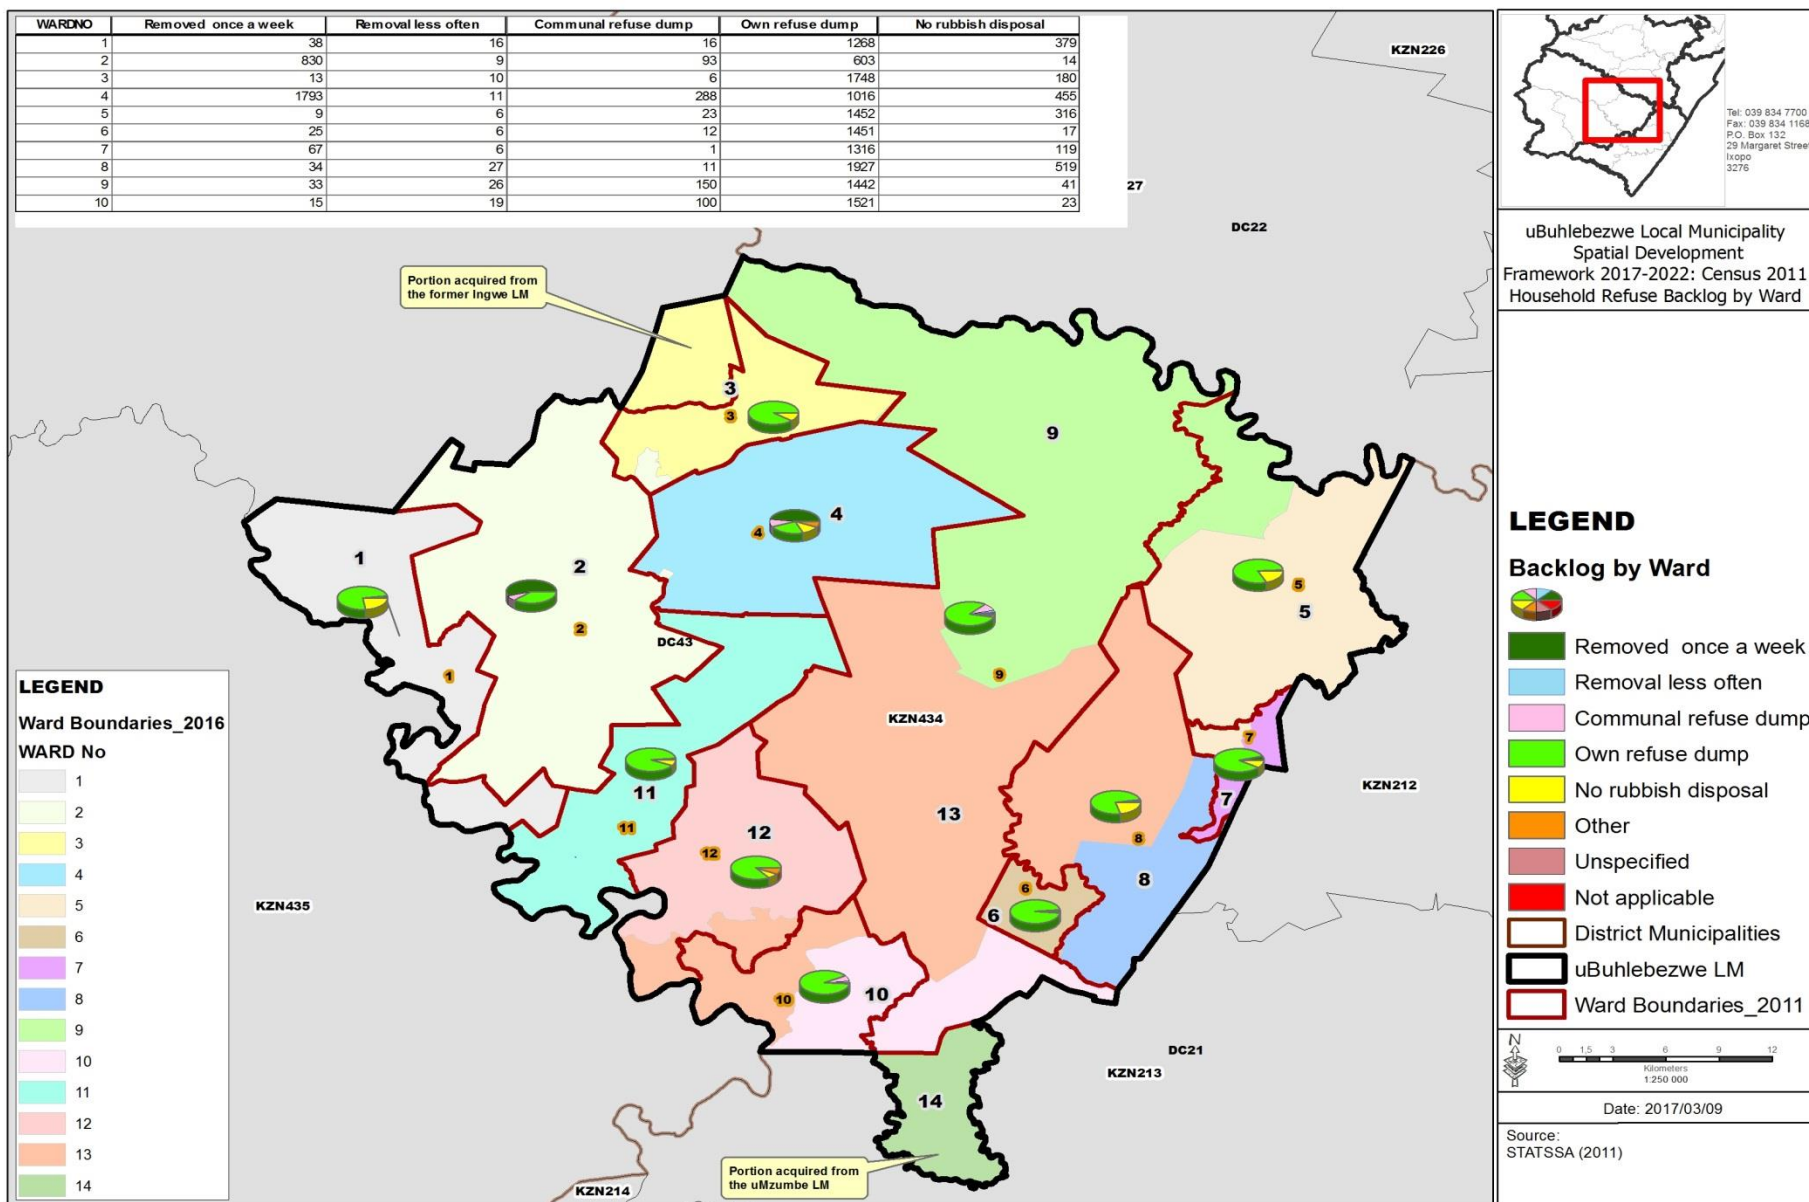 WARDNO Removed once a week Removal less often Communal refuse dump Own refuse dump No rubbish disposal
1 38 16 16 1268 379
2 830 9 93 603 14
3 13 10 6 1748 180
4 1793 11 288 1016 455
5 9 6 23 1452 316
6 25 6 12 1451 17
7 67 6 1 1316 119
8 34 27 11 1927 519
9 33 26 150 1442 41
10 15 19 100 1521 23
KZN226
27
DC22
Portion acquired from
the former Ingwe LM
3
3
9
4
4
1
2
5
5
2
DC43
1
9
KZN434
7
KZN212
11
7
13
11
12
12
8
8
6
6
KZN435
10
10
DC21
KZN213
14
Portion acquired from
the uMzumbe LM
KZN214
LEGEND
Ward Boundaries_2016
WARD No
1
2
3
4
5
6
7
8
9
10
11
12
13
14
Tel: 039 834 7700
Fax: 039 834 1168
P.O. Box 132
29 Margaret Street
Ixopo
3276
uBuhlebezwe Local Municipality
Spatial Development
Framework 2017-2022: Census 2011
Household Refuse Backlog by Ward
LEGEND
Backlog by Ward
Removed once a week
Removal less often
Communal refuse dump
Own refuse dump
No rubbish disposal
Other
Unspecified
Not applicable
District Municipalities
uBuhlebezwe LM
Ward Boundaries_2011
N
0 1,5 3 6 9 12
Kilometers
1:250 000
Date: 2017/03/09
Source:
STATSSA (2011)